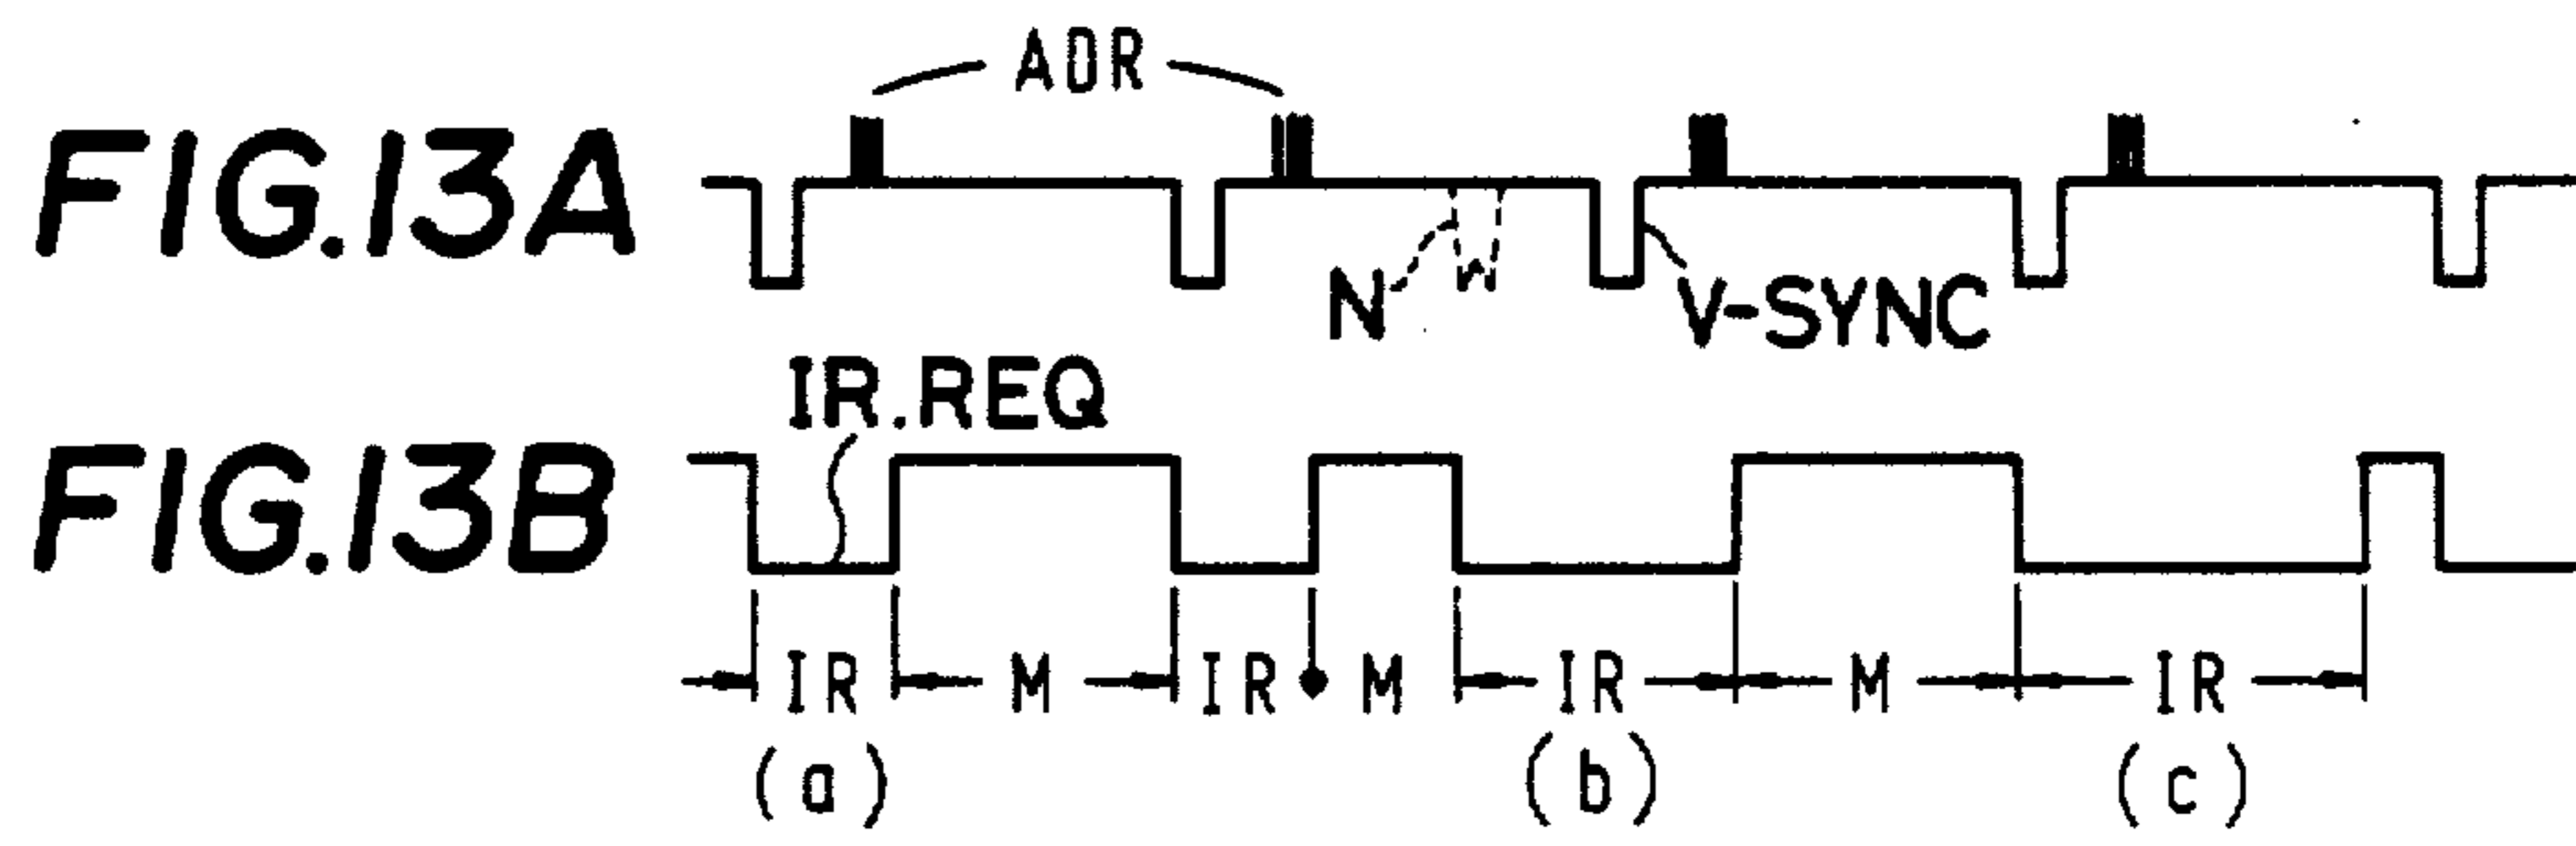 ADR
FIG.13A
N
V-SYNC
IR.REQ
FIG.13B
IR M IR M IR M IR
(a) (b) (c)